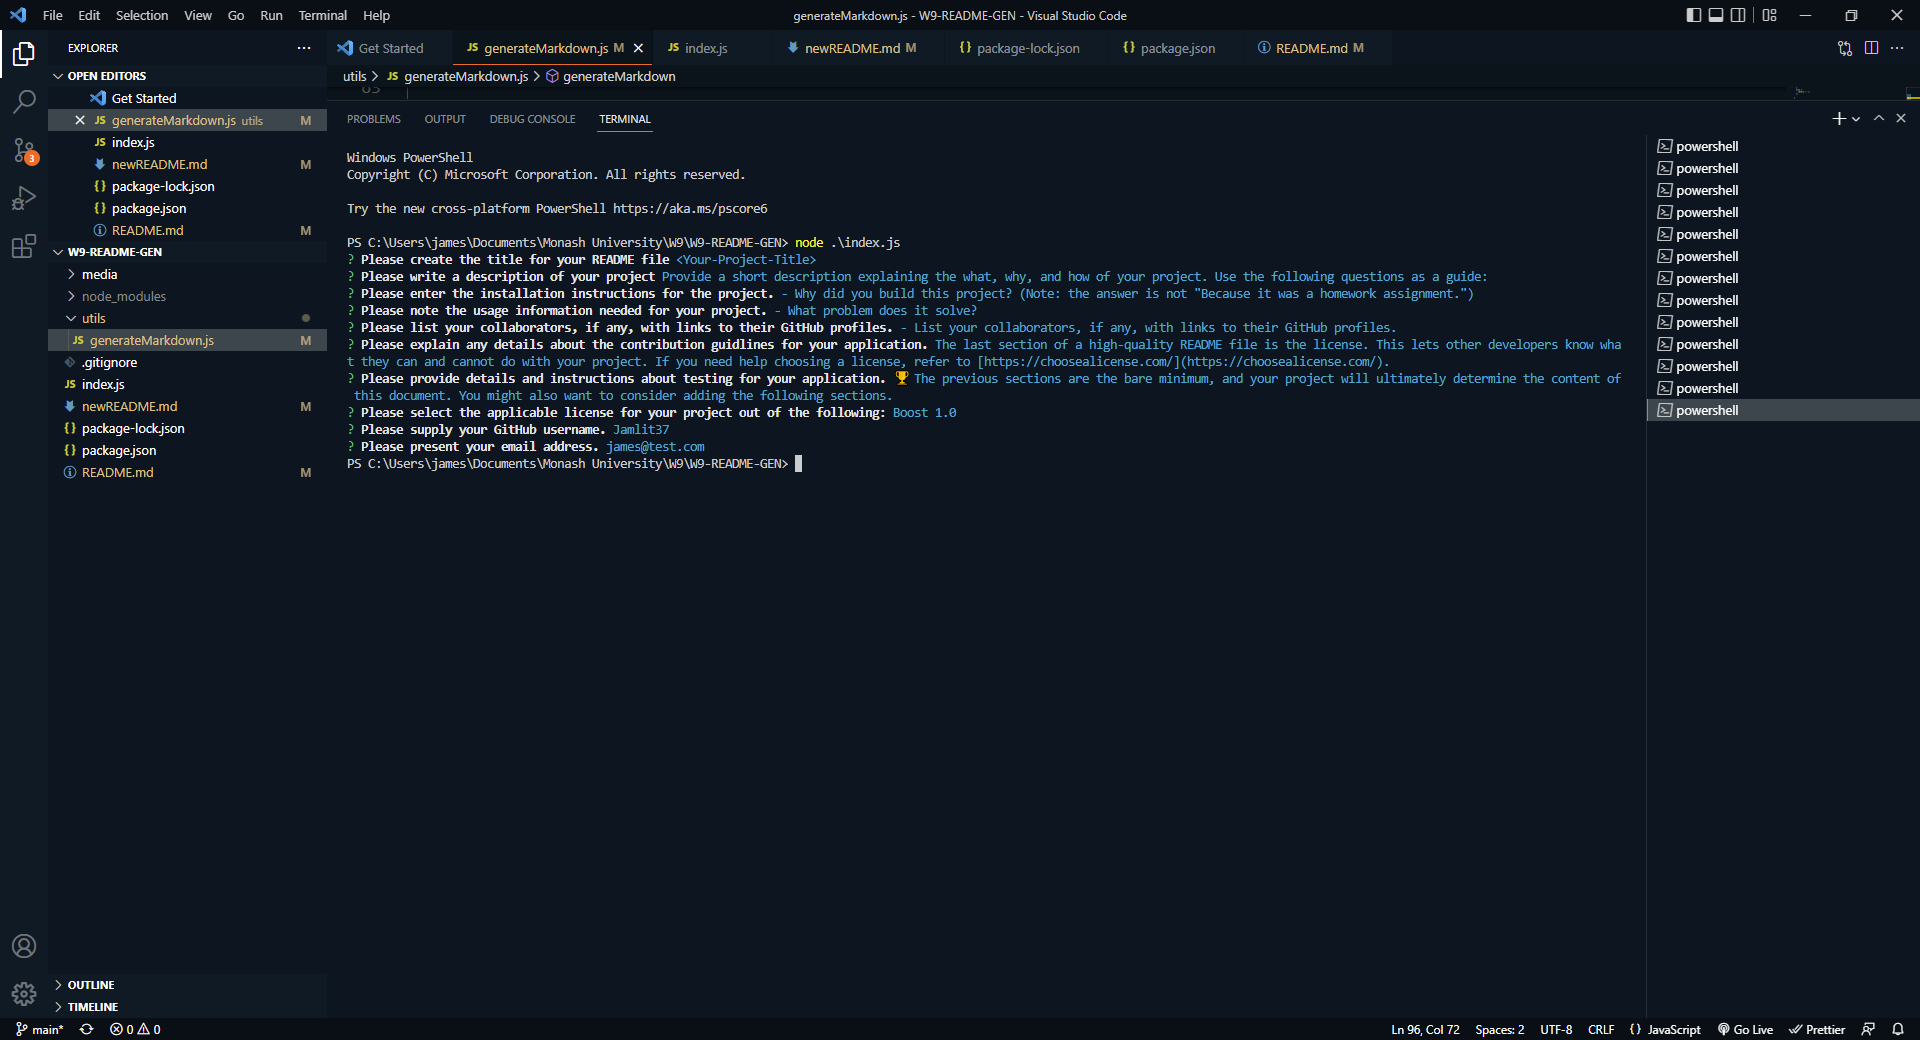 File Edit Selection View Go Run Terminal Help generateMarkdown.js - W9-README-GEN - Visual Studio Code
EXPLORER
OPEN EDITORS
Get Started
generateMarkdown.js utils M
index.js
newREADME.md M
package-lock.json
package.json
README.md M
W9-README-GEN
media
node_modules
utils
generateMarkdown.js M
.gitignore
index.js
newREADME.md M
package-lock.json
package.json
README.md M
OUTLINE
TIMELINE
Get Started JS generateMarkdown.js M JS index.js newREADME.md M {} package-lock.json {} package.json README.md M
utils > JS generateMarkdown.js > generateMarkdown
63
PROBLEMS OUTPUT DEBUG CONSOLE TERMINAL
Windows PowerShell
Copyright (C) Microsoft Corporation. All rights reserved.
Try the new cross-platform PowerShell https://aka.ms/pscore6
PS C:\Users\james\Documents\Monash University\W9\W9-README-GEN> node .\index.js
? Please create the title for your README file <Your-Project-Title>
? Please write a description of your project Provide a short description explaining the what, why, and how of your project. Use the following questions as a guide:
? Please enter the installation instructions for the project. - Why did you build this project? (Note: the answer is not "Because it was a homework assignment.")
? Please note the usage information needed for your project. - What problem does it solve?
? Please list your collaborators, if any, with links to their GitHub profiles. - List your collaborators, if any, with links to their GitHub profiles.
? Please explain any details about the contribution guidlines for your application. The last section of a high-quality README file is the license. This lets other developers know wha
t they can and cannot do with your project. If you need help choosing a license, refer to [https://choosealicense.com/](https://choosealicense.com/).
? Please provide details and instructions about testing for your application. 🏆 The previous sections are the bare minimum, and your project will ultimately determine the content of
this document. You might also want to consider adding the following sections.
? Please select the applicable license for your project out of the following: Boost 1.0
? Please supply your GitHub username. Jamlit37
? Please present your email address. james@test.com
PS C:\Users\james\Documents\Monash University\W9\W9-README-GEN>
powershell
powershell
powershell
powershell
powershell
powershell
powershell
powershell
powershell
powershell
powershell
powershell
powershell
3
main* 0 0 Ln 96, Col 72 Spaces: 2 UTF-8 CRLF {} JavaScript Go Live Prettier